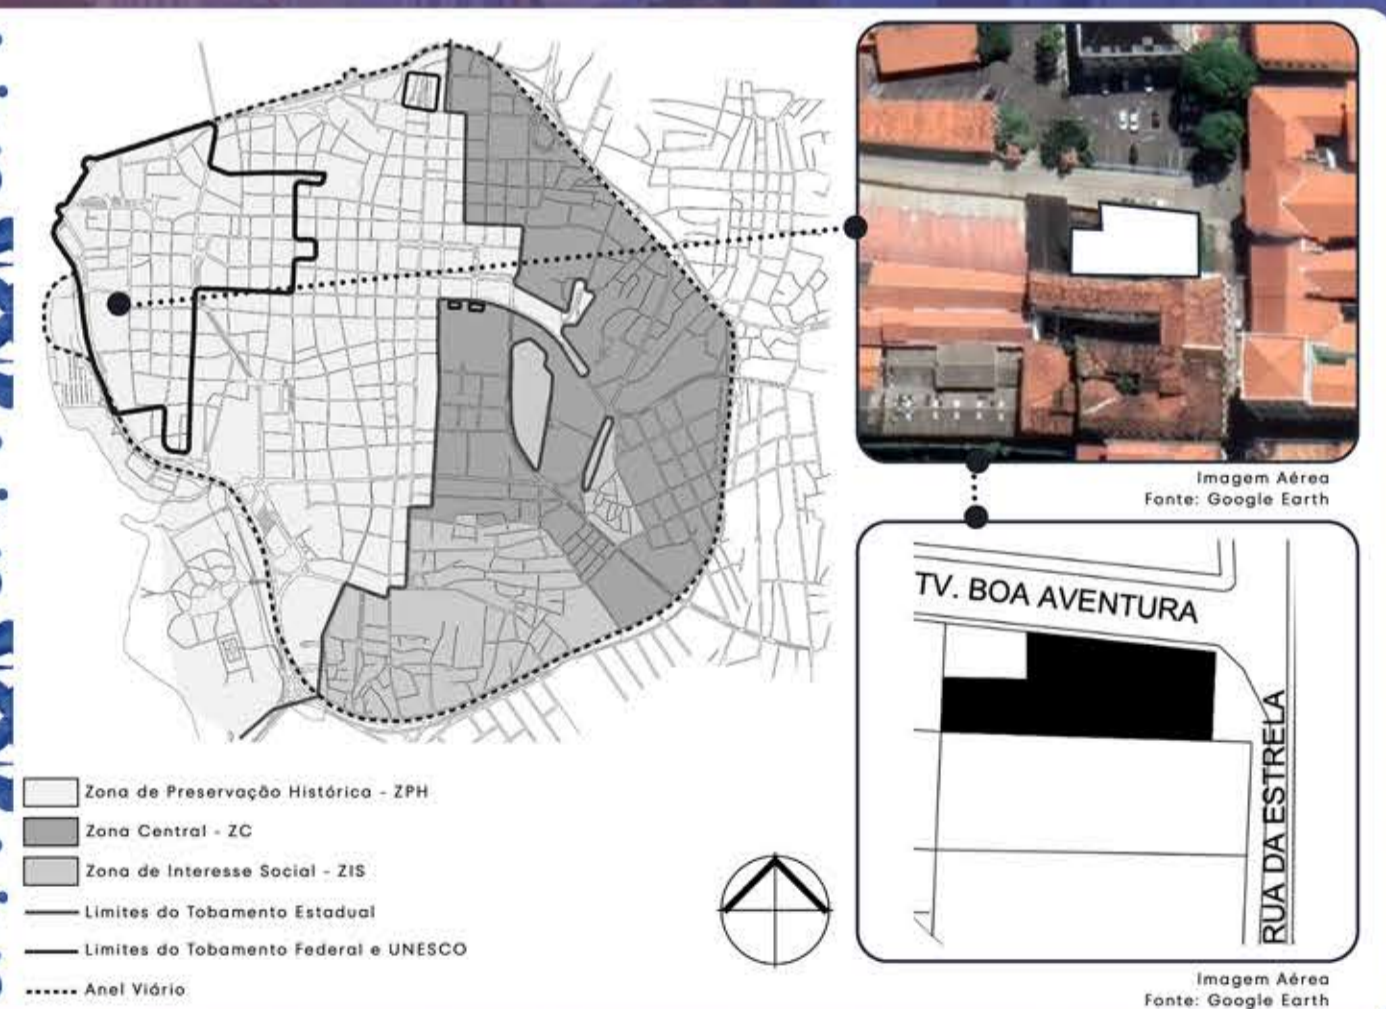 Imagem Aérea
Fonte: Google Earth
TV. BOA AVENTURA
RUA DA ESTRELA
Zona de Preservação Histórica - ZPH
Zona Central - ZC
Zona de Interesse Social - ZIS
Limites do Tobamento Estadual
Limites do Tobamento Federal e UNESCO
Anel Viário
Imagem Aérea
Fonte: Google Earth